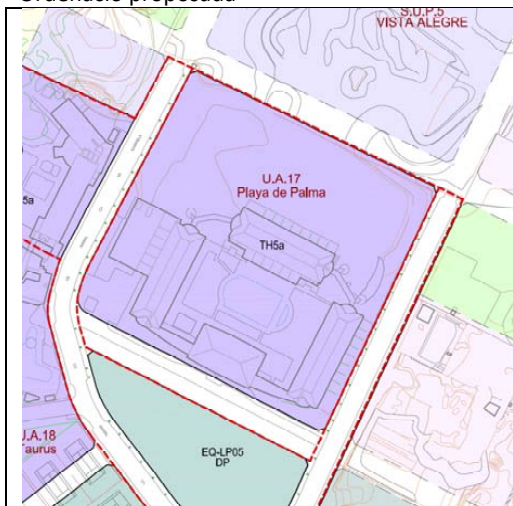 Ordenació proposada
S.U.P.5
VISTA ALEGRE
U.A.17
Playa de Palma
5a
TH5a
U.A.18
Taurus
EQ-LP05
DP